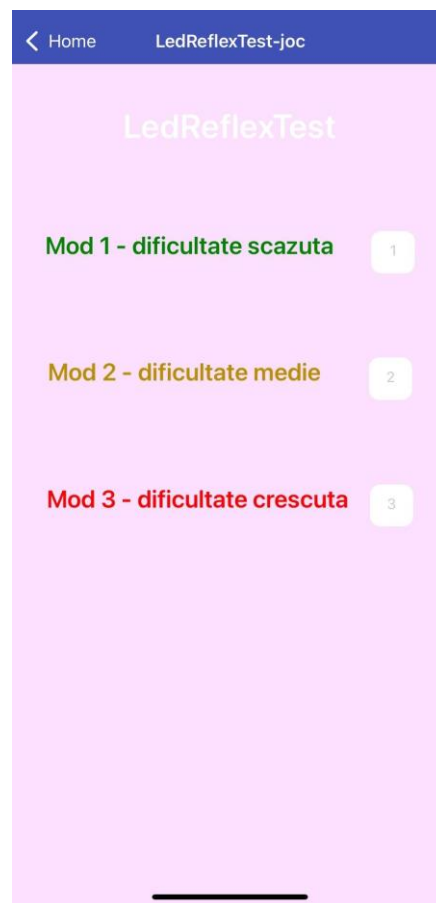 Home LedReflexTest-joc
LedReflexTest
Mod 1 - dificultate scazuta 1
Mod 2 - dificultate medie 2
Mod 3 - dificultate crescuta 3